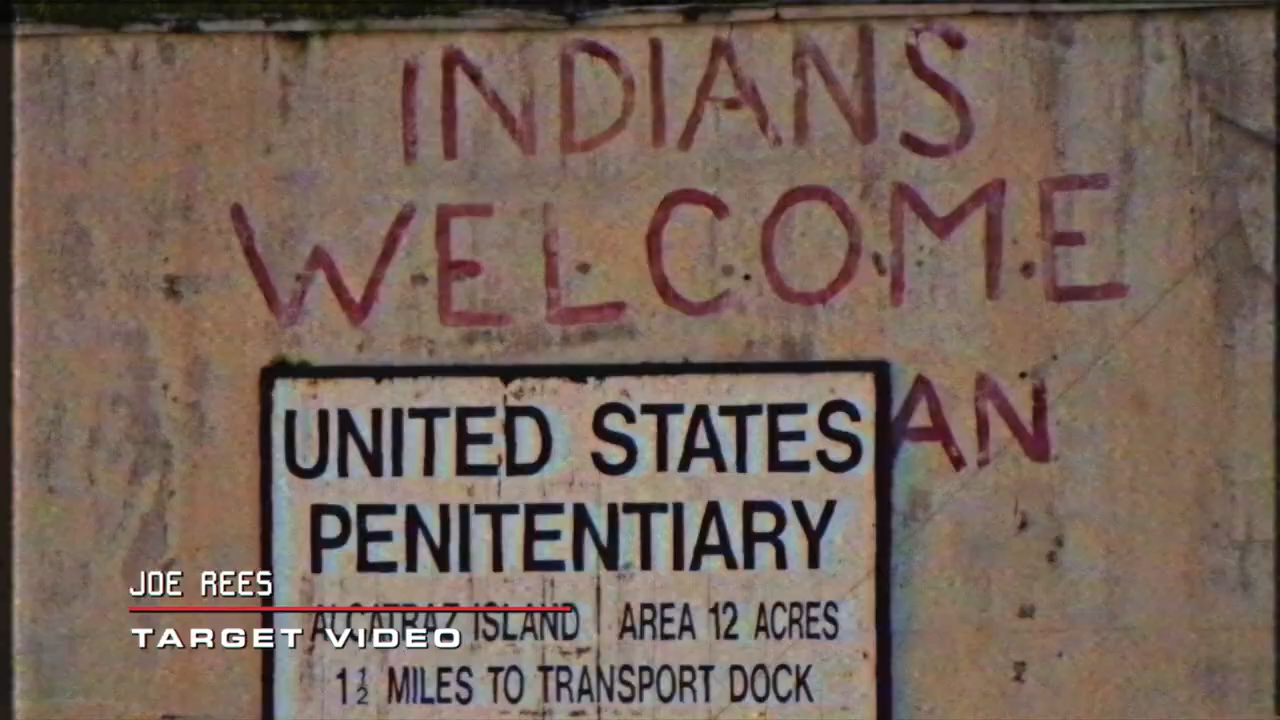 INDIANS
WELCOME
AN
UNITED STATES
PENITENTIARY
ALCATRAZ ISLAND AREA 12 ACRES
1½ MILES TO TRANSPORT DOCK
JOE REES
TARGET VIDEO